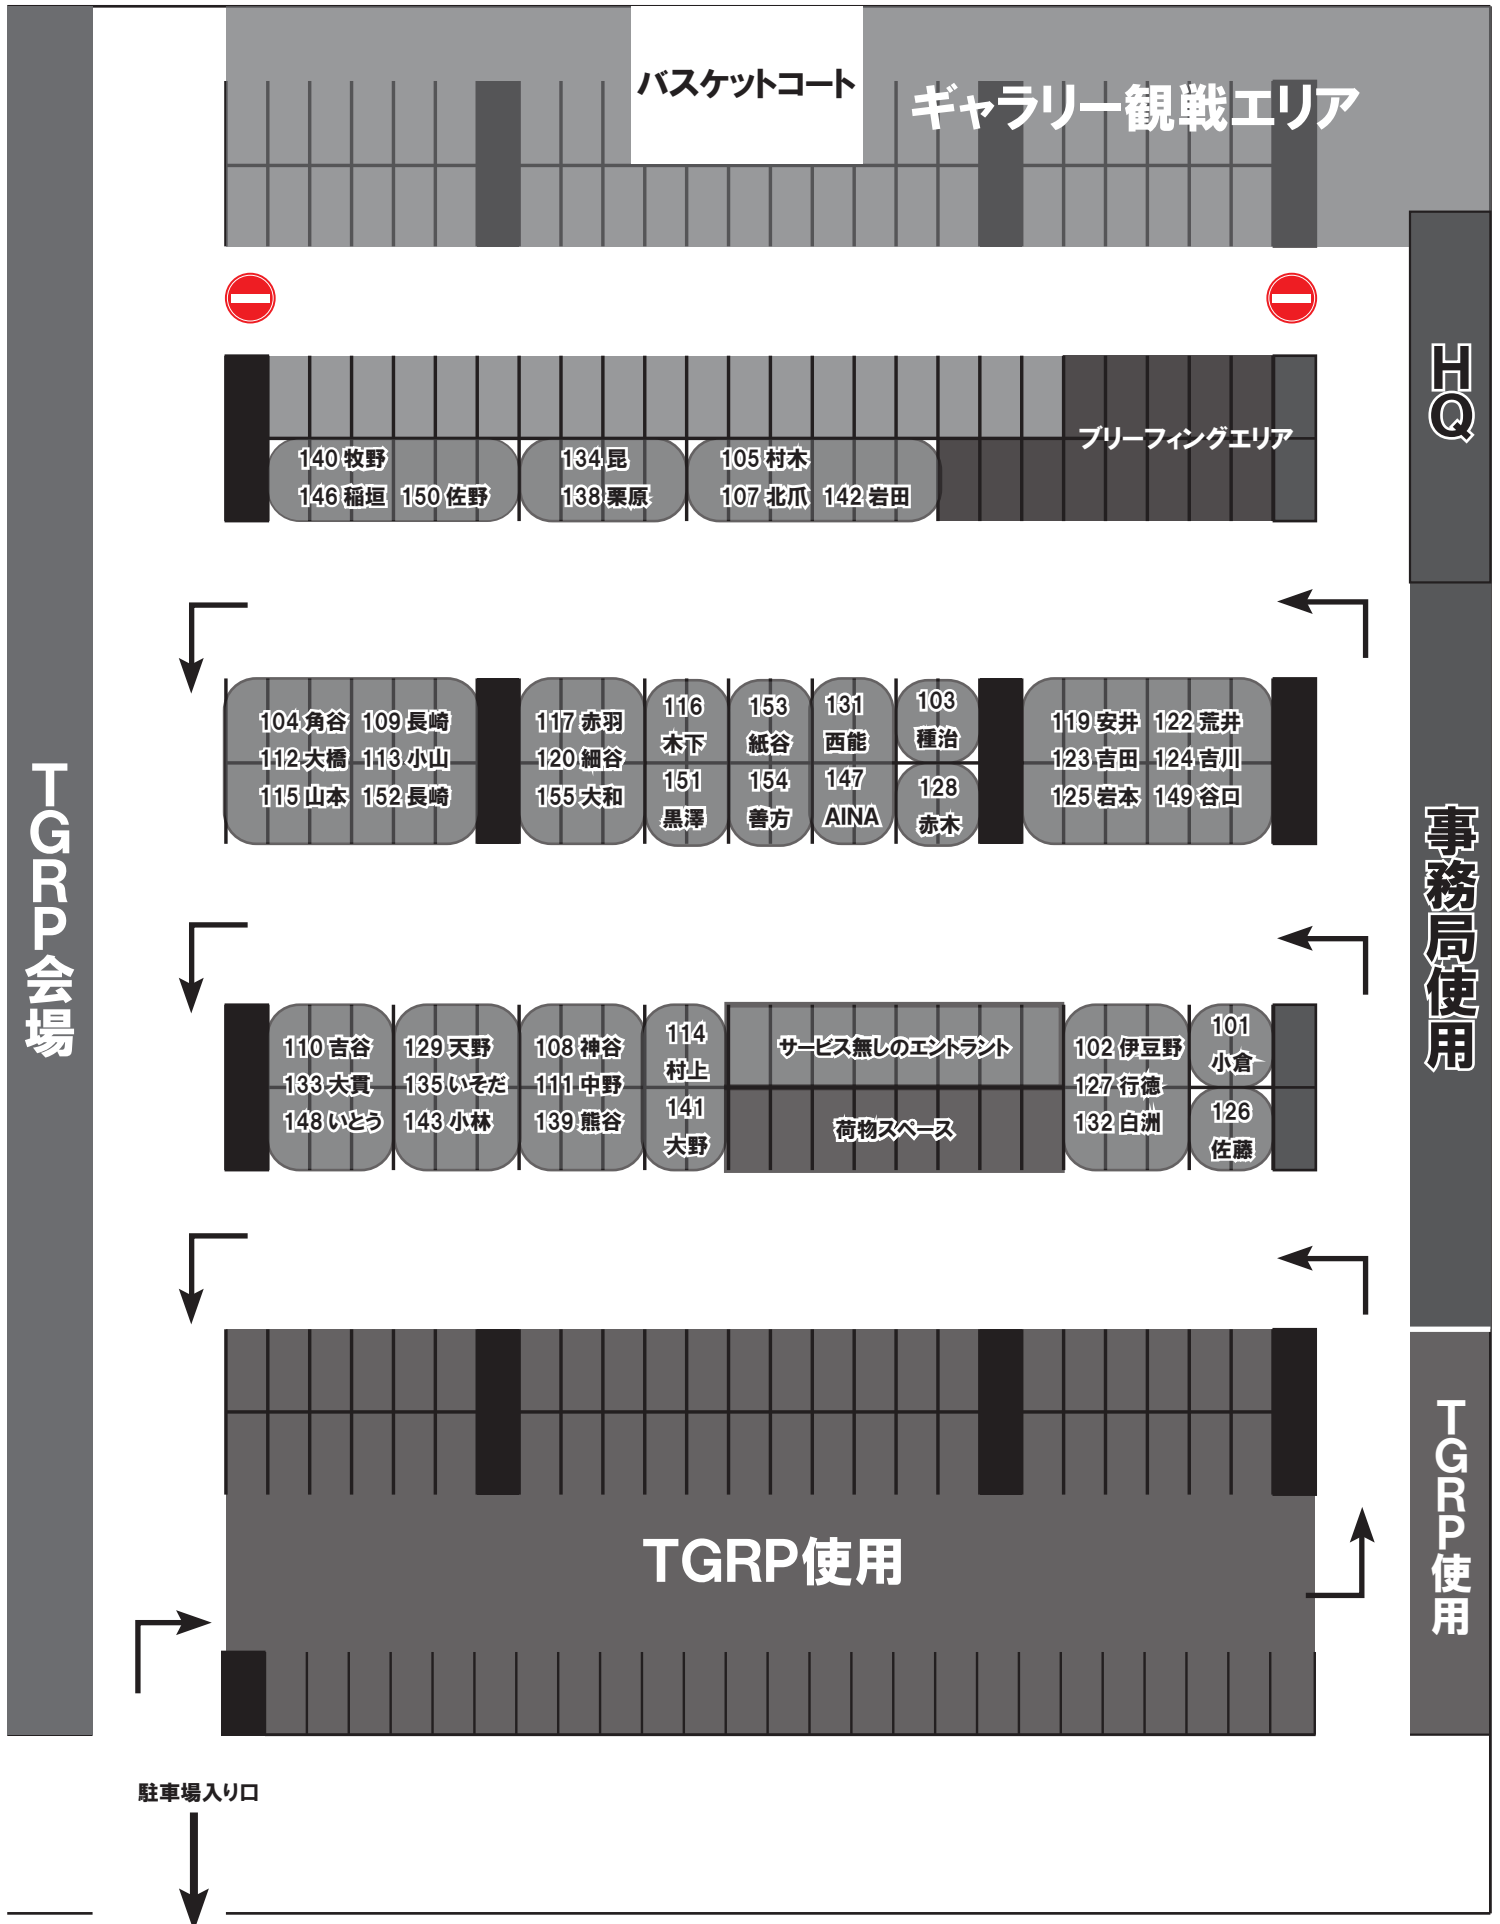 バスケットコート
ギャラリー観戦エリア
HQ
ブリーフィングエリア
140 牧野
146 稲垣 150 佐野
134 昆
138 栗原
105 村木
107 北爪 142 岩田
104 角谷 109 長崎
112 大橋 113 小山
115 山本 152 長崎
117 赤羽
120 細谷
155 大和
116
木下
151
黒澤
153
紙谷
154
善方
131
西能
147
AINA
103
種治
128
赤木
119 安井 122 荒井
123 吉田 124 吉川
125 岩本 149 谷口
TGRP会場
事務局使用
110 吉谷
133 大貫
148 いとう
129 天野
135 いそだ
143 小林
108 神谷
111 中野
139 熊谷
114
村上
141
大野
サービス無しのエントラント
荷物スペース
102 伊豆野
127 行徳
132 白洲
101
小倉
126
佐藤
TGRP使用
TGRP使用
駐車場入り口